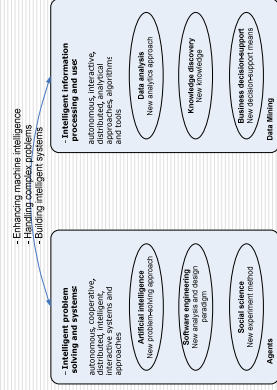 - Enhancing machine intelligence
- Handling complex problems
- Building intelligent systems
- Intelligent problem
solving and systems:
autonomous, cooperative,
distributed, intelligent,
interactive systems and
approaches
Artificial intelligence
New problem-solving approach
Software engineering
New analysis and design
paradigm
Social science
New experiment method
Agents
- Intelligent information
processing and use:
autonomous, interactive,
distributed, analytical
approaches, algorithms
and tools
Data analysis
New analytics approach
Knowledge discovery
New knowledge
Business decision-support
New decision-support means
Data Mining